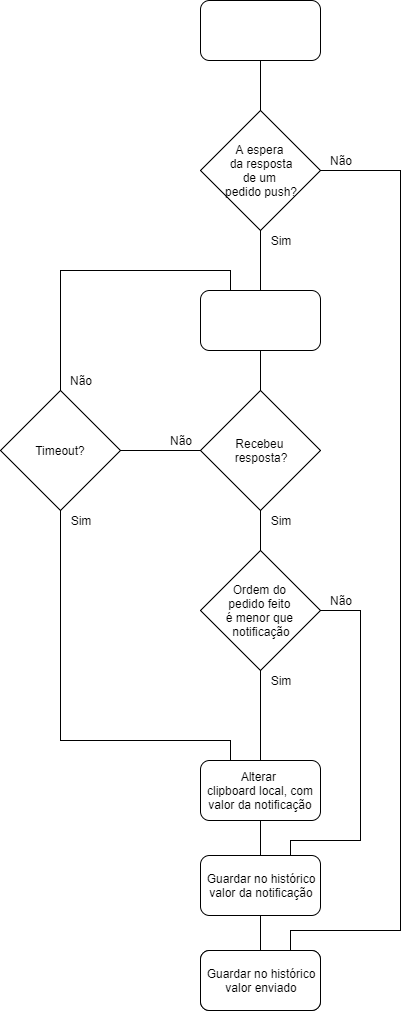 A espera
da resposta
de um
pedido push?
Não
Sim
Não
Timeout?
Não
Recebeu
resposta?
Sim
Sim
Ordem do
pedido feito
é menor que
notificação
Não
Sim
Alterar
clipboard local, com
valor da notificação
Guardar no histórico
valor da notificação
Guardar no histórico
valor enviado